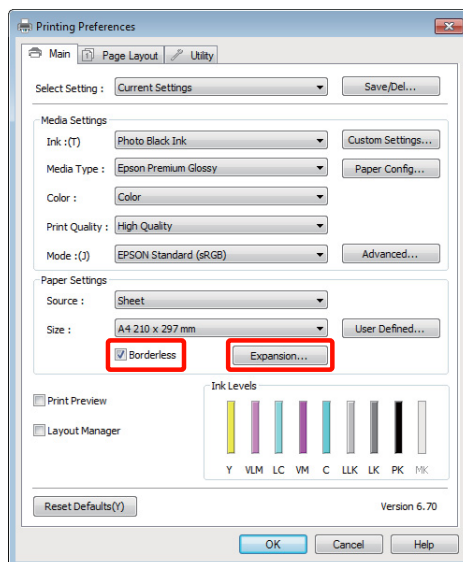 Printing Preferences
Main
1
Page Layout
Utility
Select Setting :
Current Settings
Save/Del...
Media Settings
Ink :(T)
Photo Black Ink
Custom Settings...
Media Type :
Epson Premium Glossy
Paper Config...
Color :
Color
Print Quality :
High Quality
Mode :(J)
EPSON Standard (sRGB)
Advanced...
Paper Settings
Source :
Sheet
Size :
A4 210 x 297 mm
User Defined...
Borderless
Expansion...
Print Preview
Layout Manager
Ink Levels
Y VLM LC VM C LLK LK PK MK
Reset Defaults(Y)
Version 6.70
OK
Cancel
Help